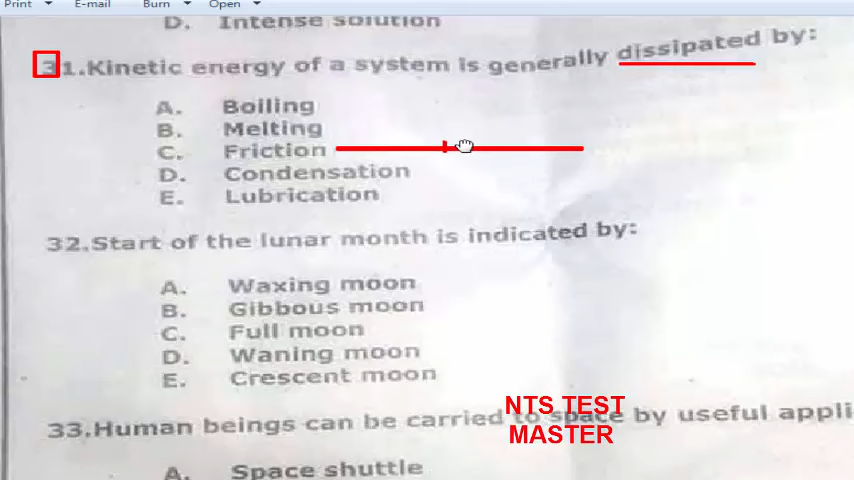 Print E-mail Burn Open
D. Intense solution
31.Kinetic energy of a system is generally dissipated by:
A. Boiling
B. Melting
C. Friction
D. Condensation
E. Lubrication
32.Start of the lunar month is indicated by:
A. Waxing moon
B. Gibbous moon
C. Full moon
D. Waning moon
E. Crescent moon
33.Human beings can be carried to space by useful appli
NTS TEST
MASTER
A. Space shuttle